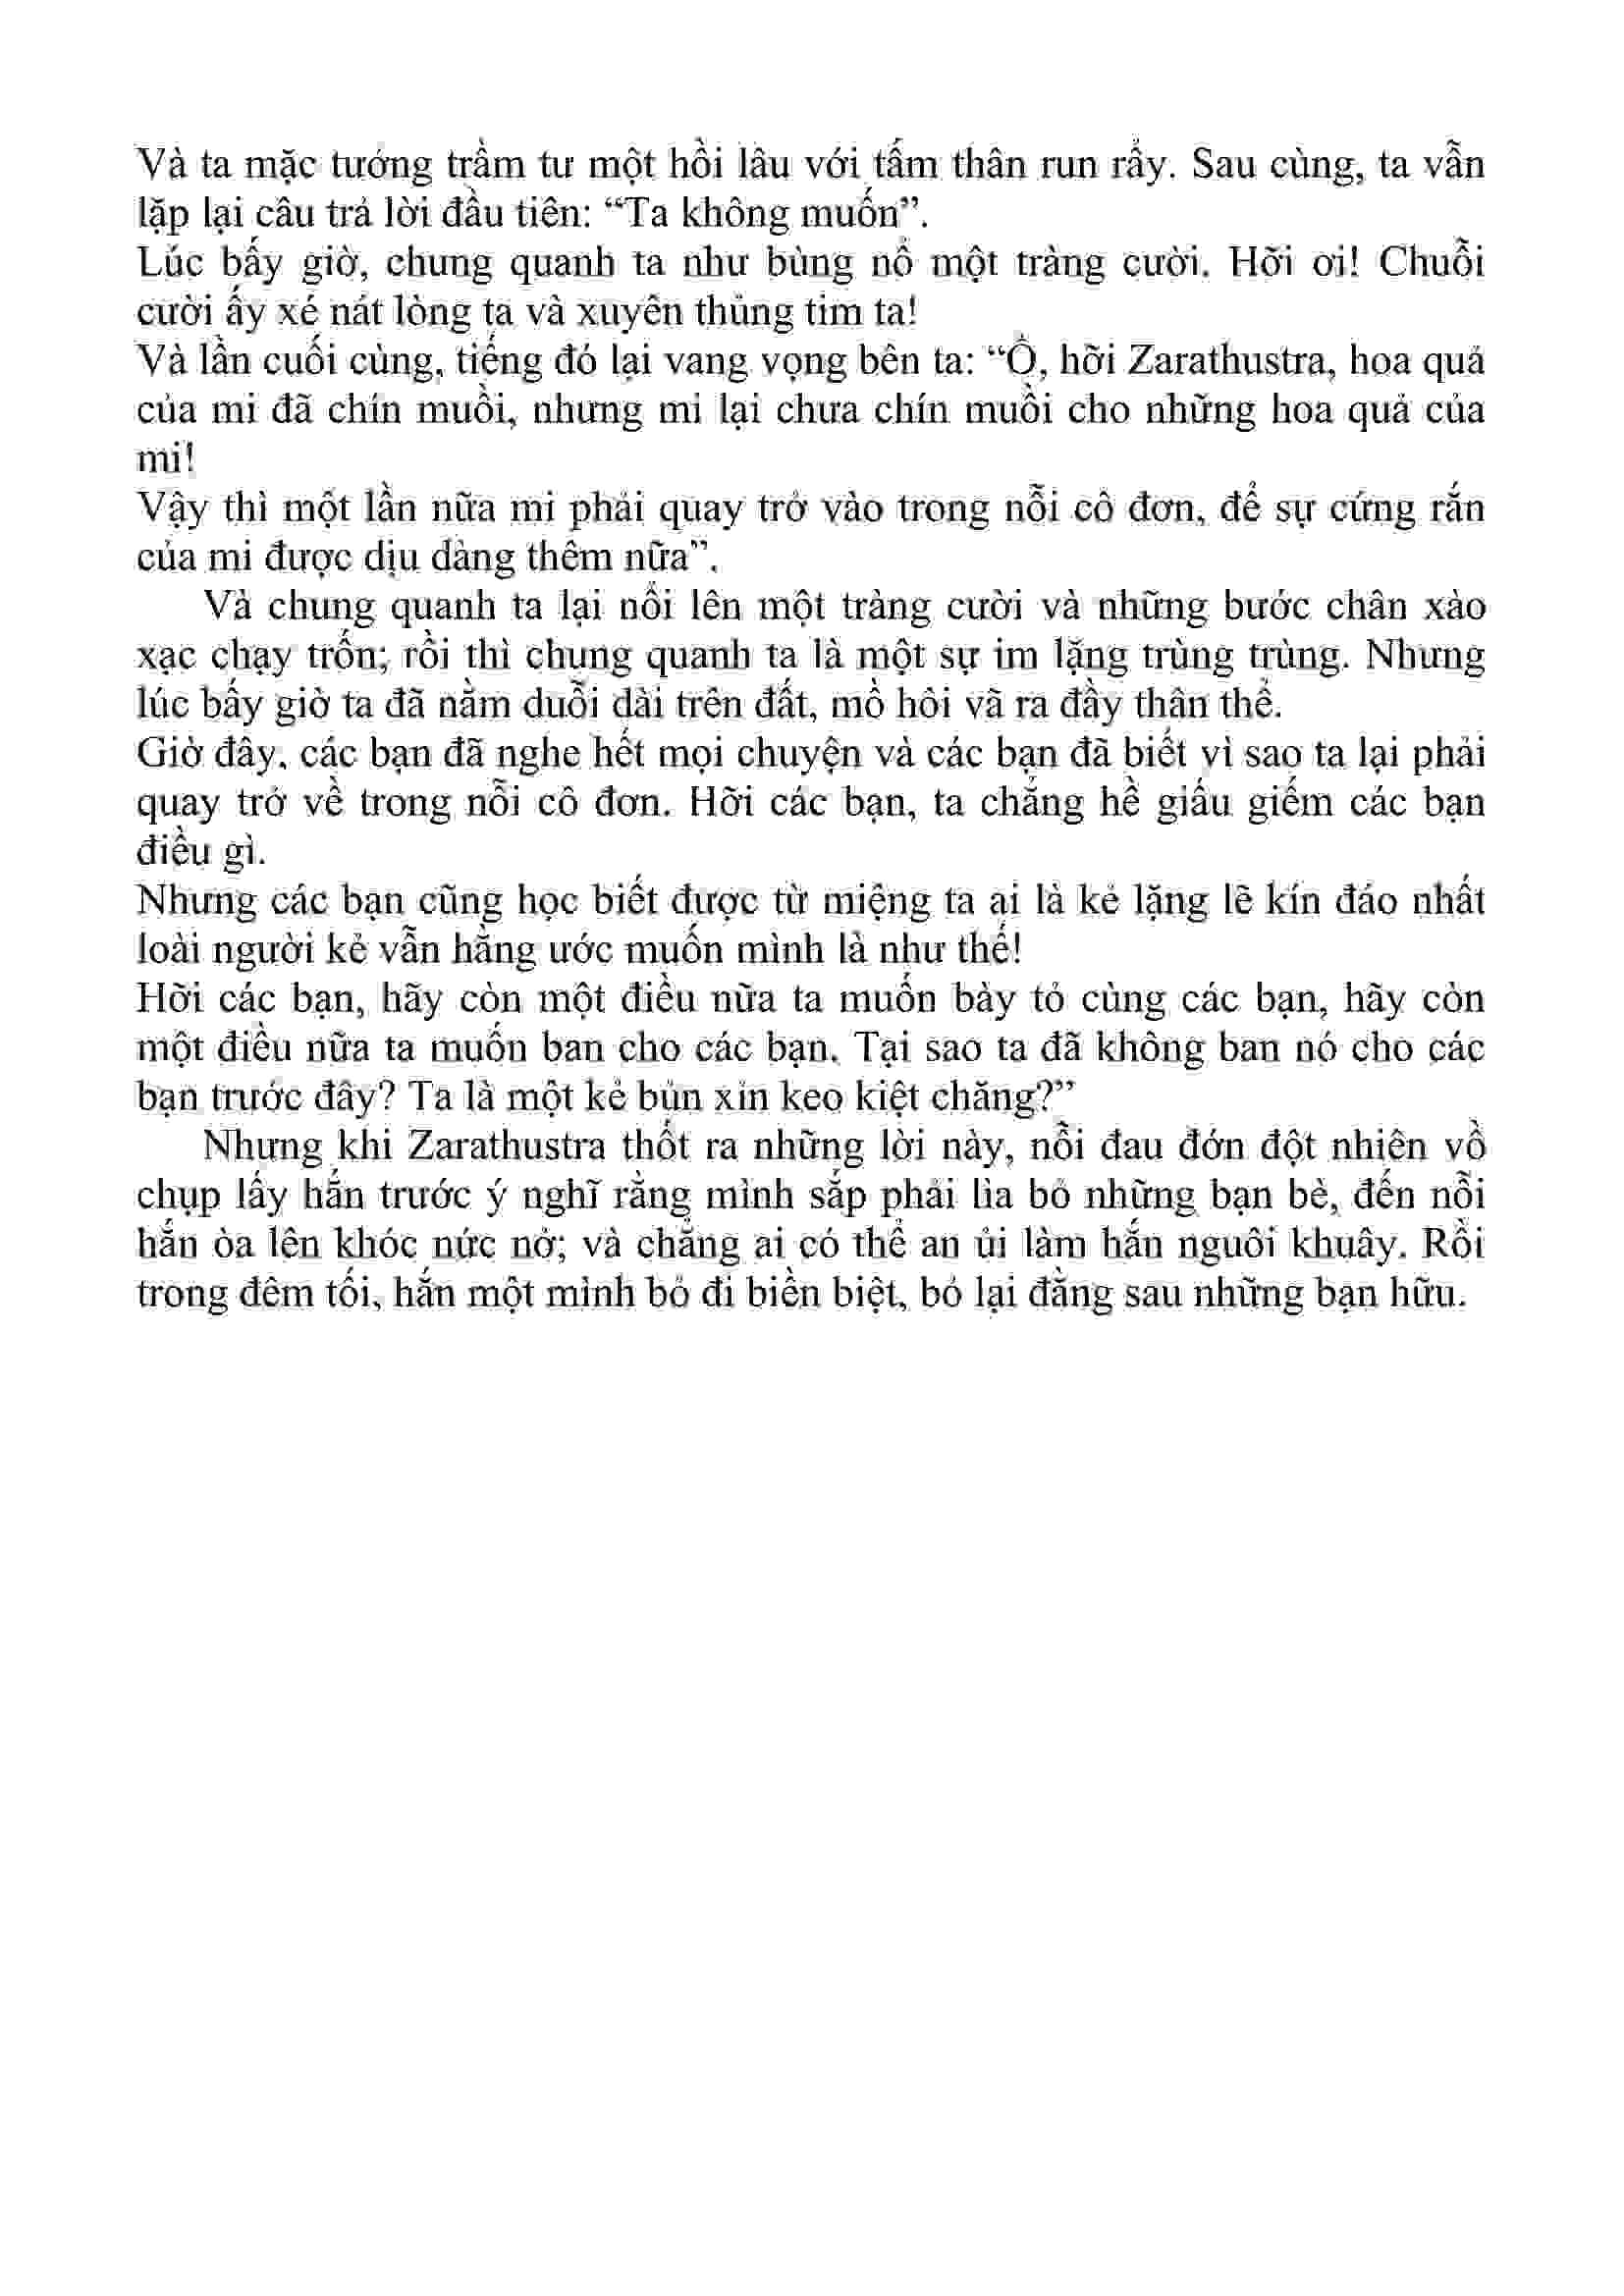 Và ta mặc tưởng trầm tư một hồi lâu với tấm thân run rẩy. Sau cùng, ta vẫn
lặp lại câu trả lời đầu tiên: “Ta không muốn”.
Lúc bấy giờ, chung quanh ta như bùng nổ một tràng cười. Hỡi ơi! Chuỗi
cười ấy xé nát lòng ta và xuyên thủng tim ta!
Và lần cuối cùng, tiếng đó lại vang vọng bên ta: “Ồ, hỡi Zarathustra, hoa quả
của mi đã chín muồi, nhưng mi lại chưa chín muồi cho những hoa quả của
mi!
Vậy thì một lần nữa mi phải quay trở vào trong nỗi cô đơn, để sự cứng rắn
của mi được dịu dàng thêm nữa”.
Và chung quanh ta lại nổi lên một tràng cười và những bước chân xào
xạc chạy trốn; rồi thì chung quanh ta là một sự im lặng trùng trùng. Nhưng
lúc bấy giờ ta đã nằm duỗi dài trên đất, mồ hôi vã ra đầy thân thể.
Giờ đây, các bạn đã nghe hết mọi chuyện và các bạn đã biết vì sao ta lại phải
quay trở về trong nỗi cô đơn. Hỡi các bạn, ta chẳng hề giấu giếm các bạn
điều gì.
Nhưng các bạn cũng học biết được từ miệng ta ai là kẻ lặng lẽ kín đáo nhất
loài người kẻ vẫn hằng ước muốn mình là như thế!
Hỡi các bạn, hãy còn một điều nữa ta muốn bày tỏ cùng các bạn, hãy còn
một điều nữa ta muốn ban cho các bạn. Tại sao ta đã không ban nó cho các
bạn trước đây? Ta là một kẻ bủn xỉn keo kiệt chăng?”
Nhưng khi Zarathustra thốt ra những lời này, nỗi đau đớn đột nhiên vồ
chụp lấy hắn trước ý nghĩ rằng mình sắp phải lìa bỏ những bạn bè, đến nỗi
hắn òa lên khóc nức nở; và chẳng ai có thể an ủi làm hắn nguôi khuây. Rồi
trong đêm tối, hắn một mình bỏ đi biền biệt, bỏ lại đằng sau những bạn hữu.